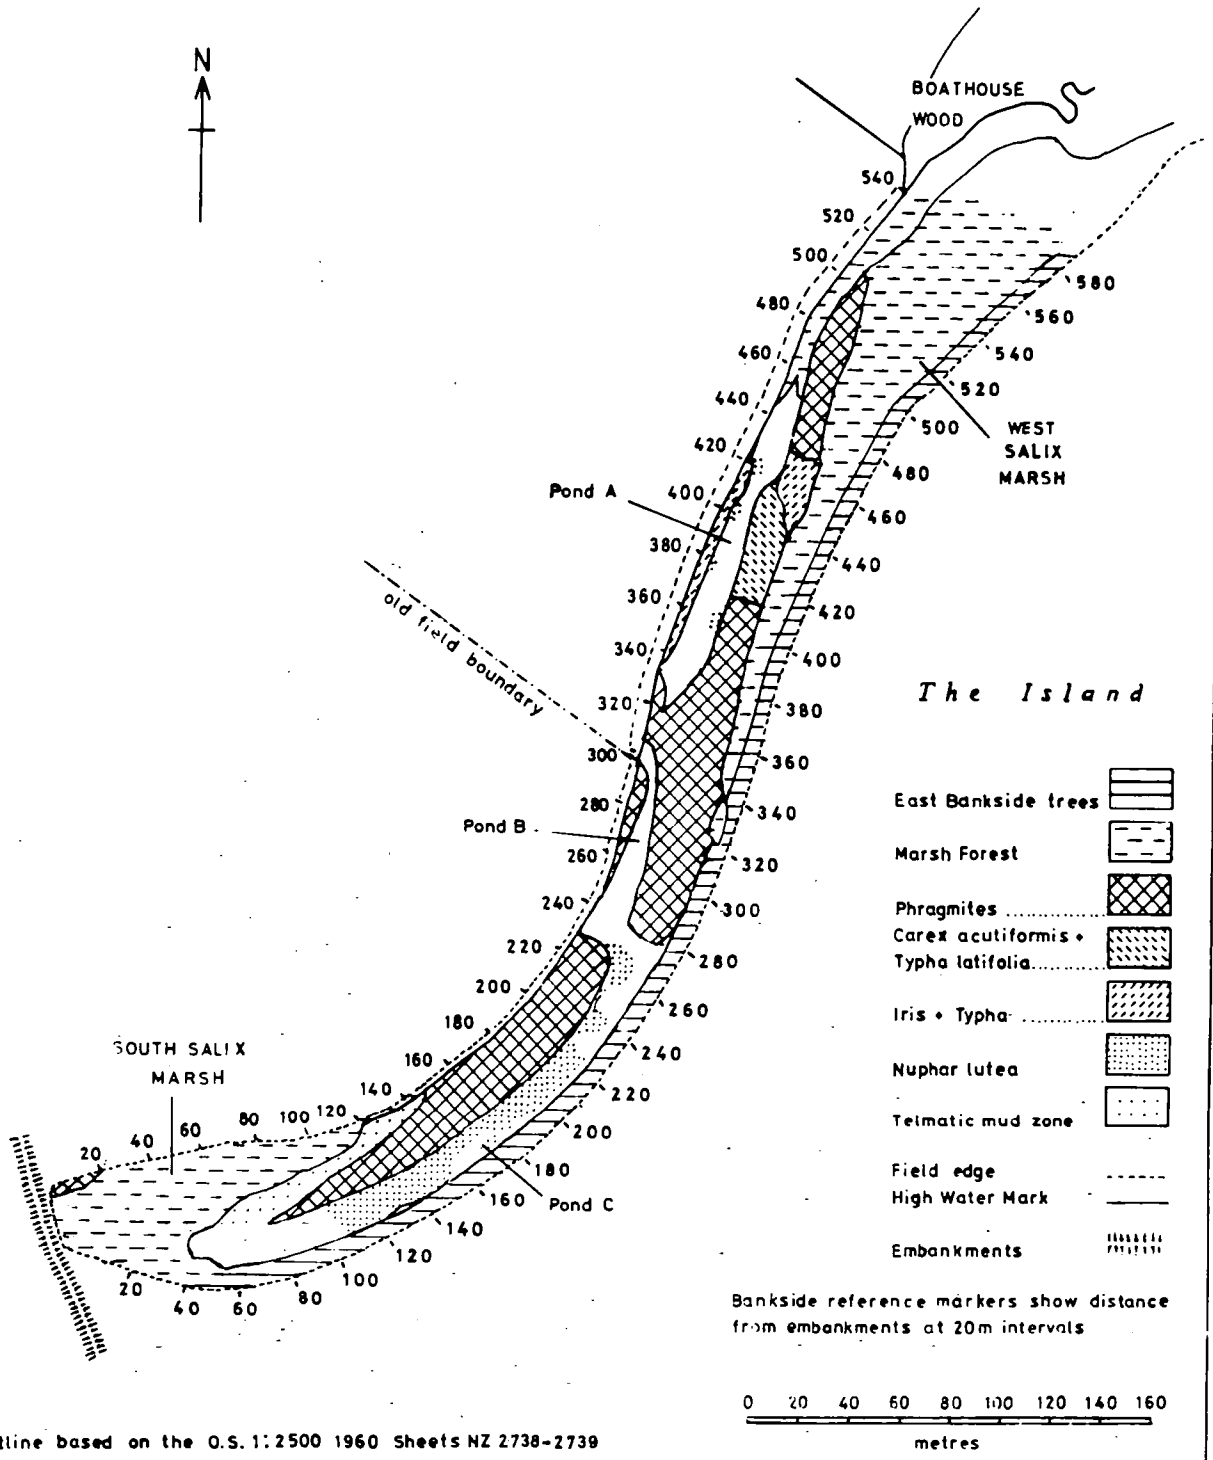 N
BOATHOUSE
WOOD
540
520
500
480
460
440
420
400
380
360
340
320
300
280
260
240
220
200
180
160
140
120
100
80
60
40
20
580
560
540
520
500
480
460
440
420
400
380
360
340
320
300
280
260
240
220
200
180
160
140
120
100
80
60
40
20
WEST
SALIX
MARSH
Pond A
old field boundary
Pond B
SOUTH SALIX
MARSH
Pond C
The Island
East Bankside trees
Marsh Forest
Phragmites ..............
Carex acutiformis +
Typha latifolia...........
Iris + Typha ............
Nuphar lutea
Telmatic mud zone
Field edge
High Water Mark
Embankments
Bankside reference markers show distance
from embankments at 20m intervals
0 20 40 60 80 100 120 140 160
metres
tline based on the O.S. 1:2500 1960 Sheets NZ 2738-2739